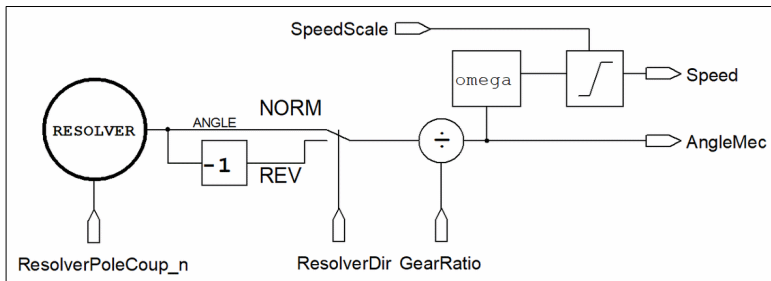 SpeedScale
omega
Speed
RESOLVER
ANGLE
NORM
÷
AngleMec
-1
REV
ResolverPoleCoup_n
ResolverDir
GearRatio